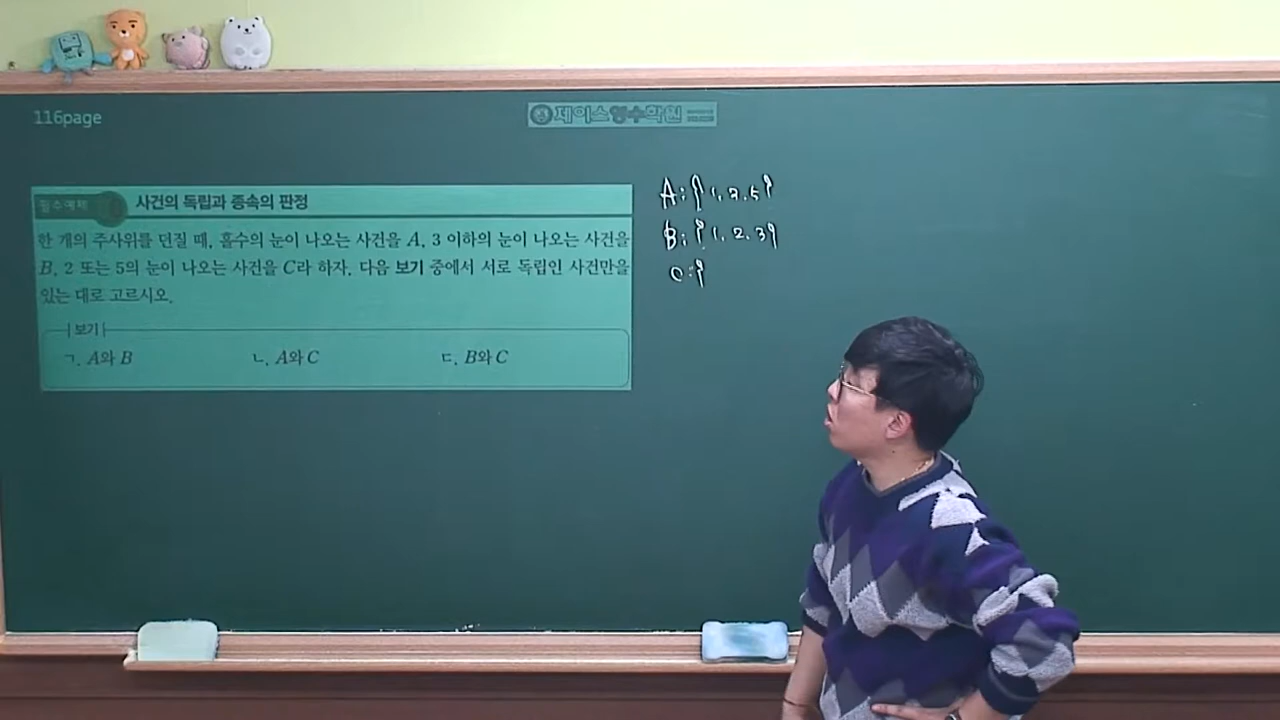 116page
제이스영수학원
필수예제
사건의 독립과 종속의 판정
한 개의 주사위를 던질 때, 홀수의 눈이 나오는 사건을 A, 3 이하의 눈이 나오는 사건을
B, 2 또는 5의 눈이 나오는 사건을 C라 하자. 다음 보기 중에서 서로 독립인 사건만을
있는 대로 고르시오.
보기
ㄱ. A와 B ㄴ. A와 C ㄷ. B와 C
A: { 1, 3, 5 }
B: { 1, 2, 3 }
C: {